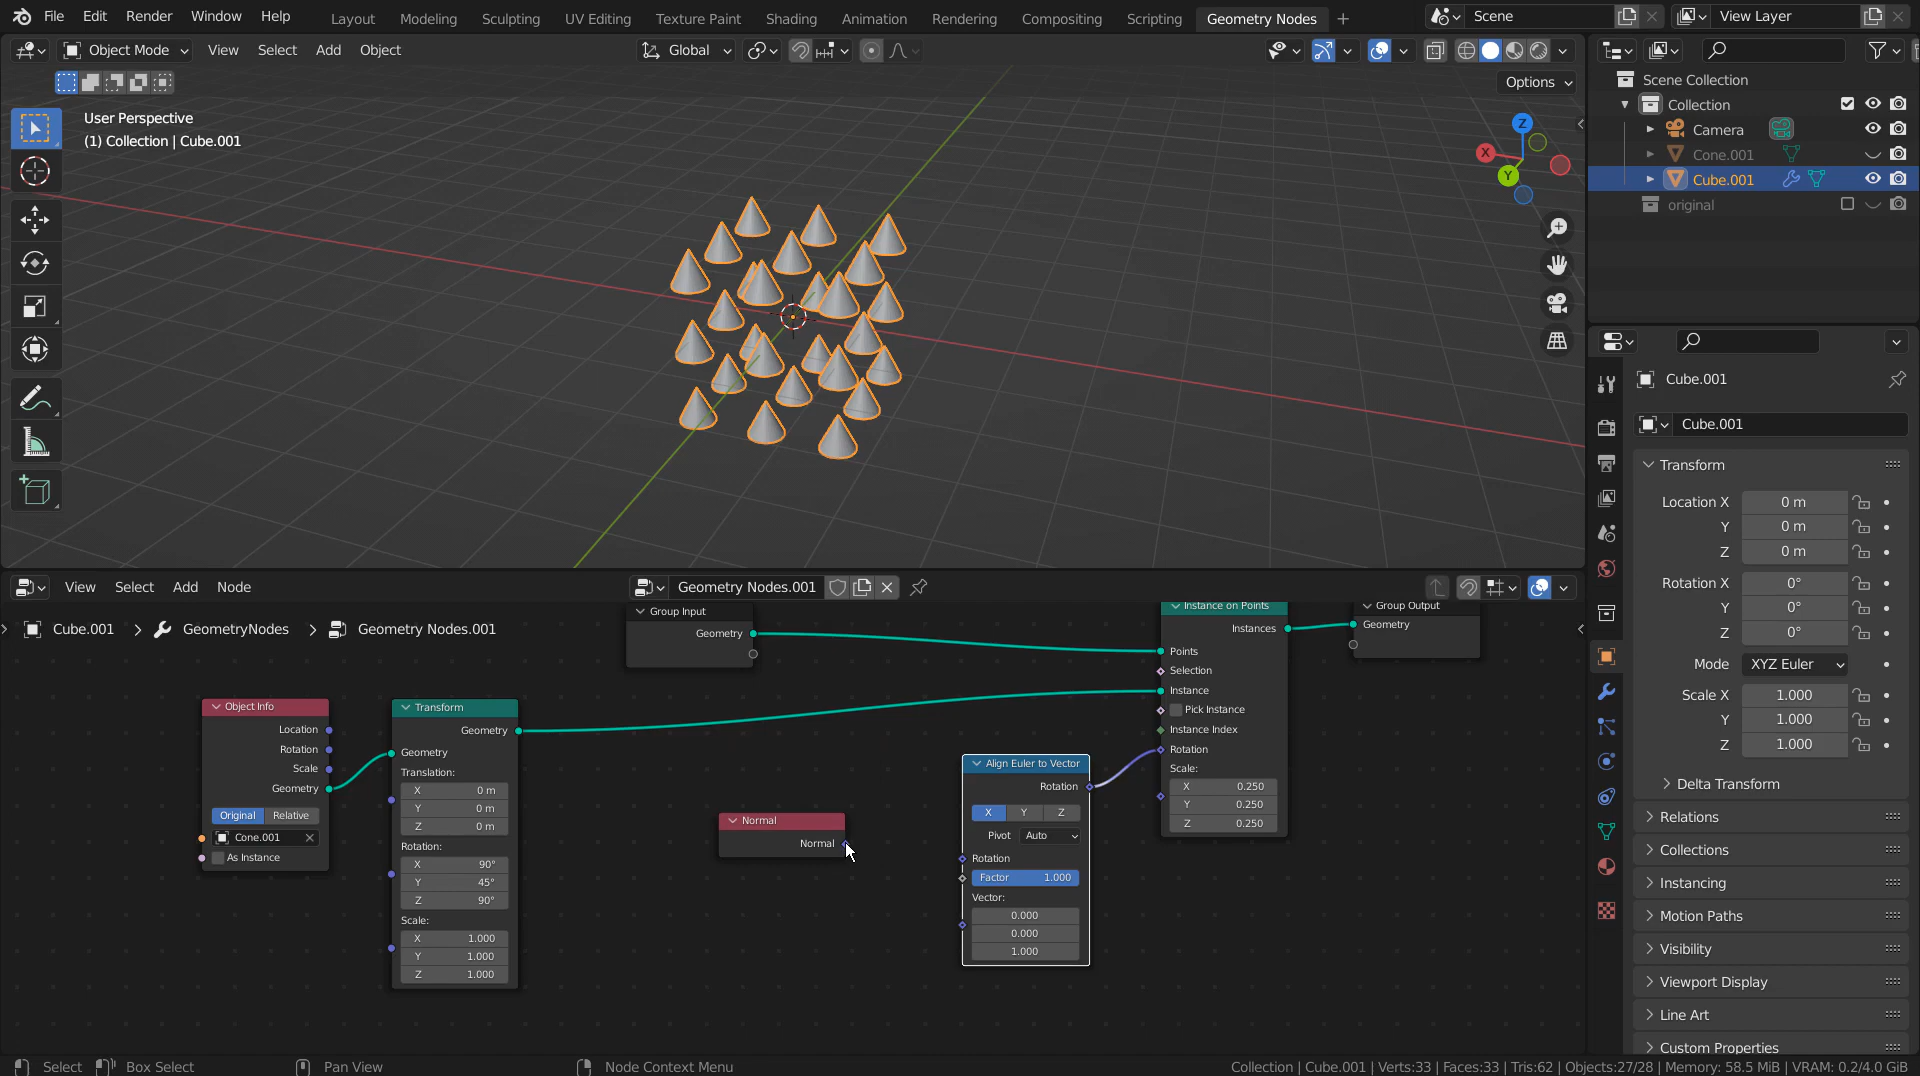 File Edit Render Window Help Layout Modeling Sculpting UV Editing Texture Paint Shading Animation Rendering Compositing Scripting Geometry Nodes + Scene View Layer
Object Mode View Select Add Object Global
Options
User Perspective
(1) Collection | Cube.001
Z
X
Y
Scene Collection
Collection
Camera
Cone.001
Cube.001
original
Cube.001
Cube.001
Transform
Location X 0 m
Y 0 m
Z 0 m
Rotation X 0°
Y 0°
Z 0°
Mode XYZ Euler
Scale X 1.000
Y 1.000
Z 1.000
Delta Transform
Relations
Collections
Instancing
Motion Paths
Visibility
Viewport Display
Line Art
Custom Properties
View Select Add Node Geometry Nodes.001
Cube.001 > GeometryNodes > Geometry Nodes.001
Group Input
Geometry
Object Info
Location
Rotation
Scale
Geometry
Original Relative
Cone.001
As Instance
Transform
Geometry
Geometry
Translation:
X 0 m
Y 0 m
Z 0 m
Rotation:
X 90°
Y 45°
Z 90°
Scale:
X 1.000
Y 1.000
Z 1.000
Normal
Normal
Align Euler to Vector
Rotation
X Y Z
Pivot Auto
Rotation
Factor 1.000
Vector:
0.000
0.000
1.000
Instance on Points
Instances
Points
Selection
Instance
Pick Instance
Instance Index
Rotation
Scale:
X 0.250
Y 0.250
Z 0.250
Group Output
Geometry
Select Box Select Pan View Node Context Menu Collection | Cube.001 | Verts:33 | Faces:33 | Tris:62 | Objects:27/28 | Memory: 58.5 MiB | VRAM: 0.2/4.0 GiB